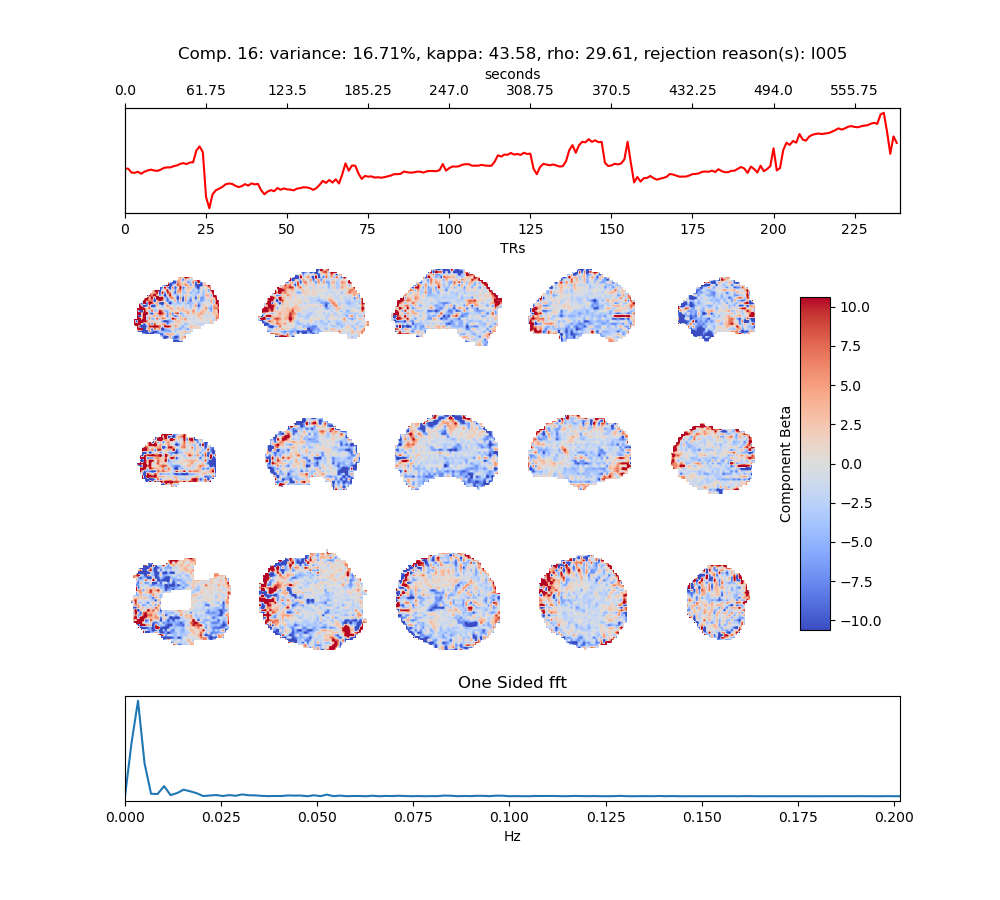 Comp. 16: variance: 16.71%, kappa: 43.58, rho: 29.61, rejection reason(s): I005
seconds
0.0 61.75 123.5 185.25 247.0 308.75 370.5 432.25 494.0 555.75
0 25 50 75 100 125 150 175 200 225
TRs
10.0
7.5
5.0
2.5
0.0
−2.5
−5.0
−7.5
−10.0
Component Beta
One Sided fft
0.000 0.025 0.050 0.075 0.100 0.125 0.150 0.175 0.200
Hz